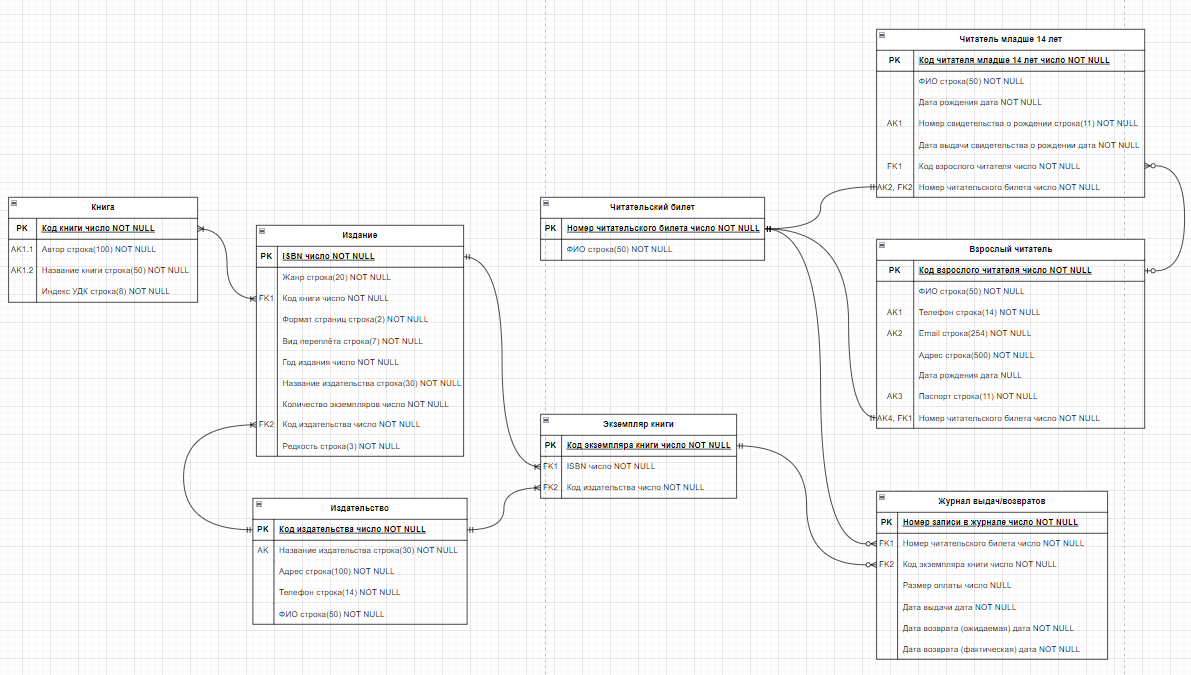 Книга
PK Код книги число NOT NULL
AK1.1 Автор строка(100) NOT NULL
AK1.2 Название книги строка(50) NOT NULL
Индекс УДК строка(8) NOT NULL
Издание
PK ISBN число NOT NULL
Жанр строка(20) NOT NULL
FK1 Код книги число NOT NULL
Формат страниц строка(2) NOT NULL
Вид переплёта строка(7) NOT NULL
Год издания число NOT NULL
Название издательства строка(30) NOT NULL
Количество экземпляров число NOT NULL
FK2 Код издательства число NOT NULL
Редкость строка(3) NOT NULL
Издательство
PK Код издательства число NOT NULL
AK Название издательства строка(30) NOT NULL
Адрес строка(100) NOT NULL
Телефон строка(14) NOT NULL
ФИО строка(50) NOT NULL
Читательский билет
PK Номер читательского билета число NOT NULL
ФИО строка(50) NOT NULL
Экземпляр книги
PK Код экземпляра книги число NOT NULL
FK1 ISBN число NOT NULL
FK2 Код издательства число NOT NULL
Читатель младше 14 лет
PK Код читателя младше 14 лет число NOT NULL
ФИО строка(50) NOT NULL
Дата рождения дата NOT NULL
AK1 Номер свидетельства о рождении строка(11) NOT NULL
Дата выдачи свидетельства о рождении дата NOT NULL
FK1 Код взрослого читателя число NOT NULL
AK2, FK2 Номер читательского билета число NOT NULL
Взрослый читатель
PK Код взрослого читателя число NOT NULL
ФИО строка(50) NOT NULL
AK1 Телефон строка(14) NOT NULL
AK2 Email строка(254) NOT NULL
Адрес строка(500) NOT NULL
Дата рождения дата NULL
AK3 Паспорт строка(11) NOT NULL
AK4, FK1 Номер читательского билета число NOT NULL
Журнал выдач/возвратов
PK Номер записи в журнале число NOT NULL
FK1 Номер читательского билета число NOT NULL
FK2 Код экземпляра книги число NOT NULL
Размер оплаты число NULL
Дата выдачи дата NOT NULL
Дата возврата (ожидаемая) дата NOT NULL
Дата возврата (фактическая) дата NOT NULL